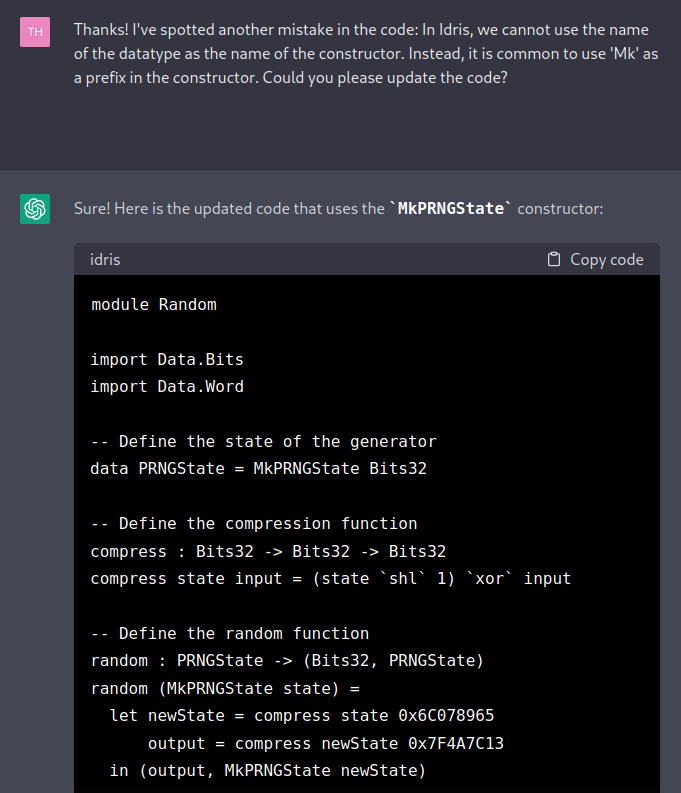 TH
Thanks! I've spotted another mistake in the code: In Idris, we cannot use the name
of the datatype as the name of the constructor. Instead, it is common to use 'Mk' as
a prefix in the constructor. Could you please update the code?
Sure! Here is the updated code that uses the `MkPRNGState` constructor:
idris Copy code
module Random
import Data.Bits
import Data.Word
-- Define the state of the generator
data PRNGState = MkPRNGState Bits32
-- Define the compression function
compress : Bits32 -> Bits32 -> Bits32
compress state input = (state `shl` 1) `xor` input
-- Define the random function
random : PRNGState -> (Bits32, PRNGState)
random (MkPRNGState state) =
  let newState = compress state 0x6C078965
      output = compress newState 0x7F4A7C13
  in (output, MkPRNGState newState)